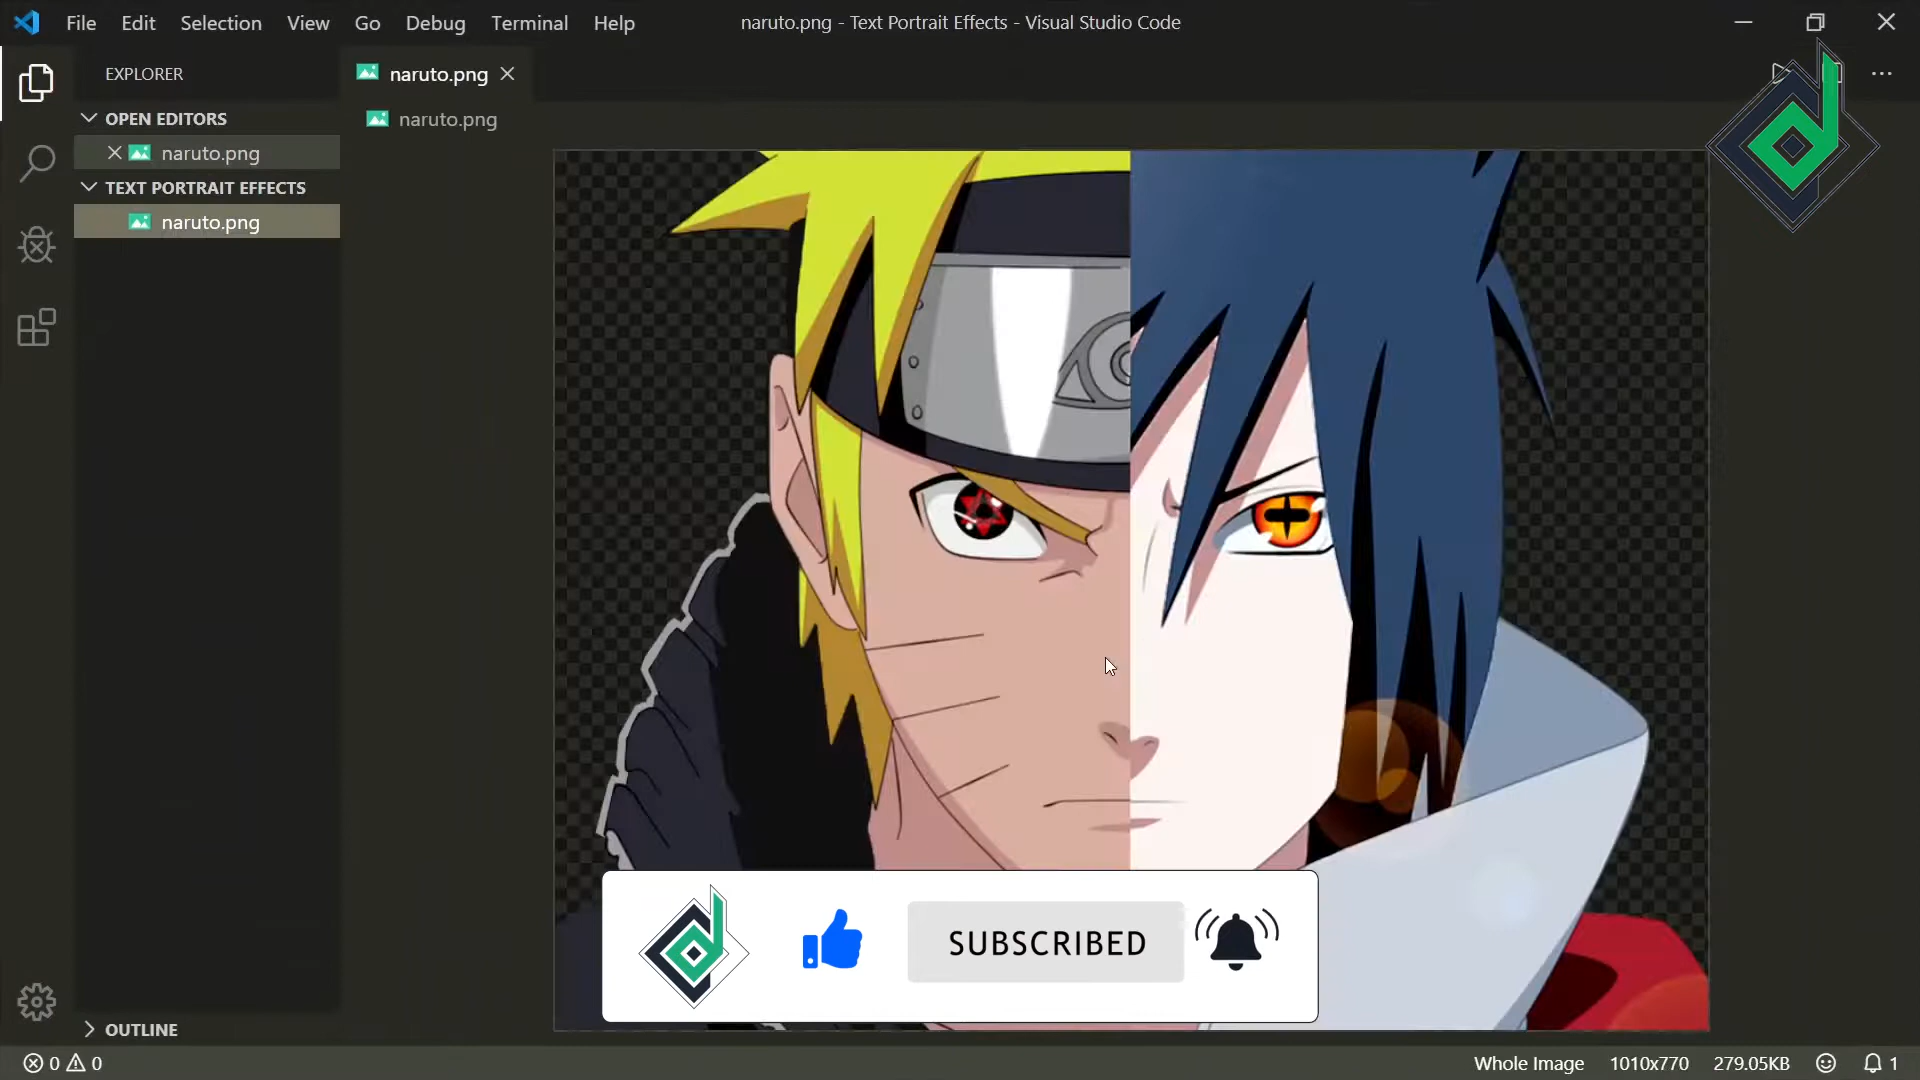 File Edit Selection View Go Debug Terminal Help
naruto.png - Text Portrait Effects - Visual Studio Code
EXPLORER
naruto.png
OPEN EDITORS
naruto.png
naruto.png
TEXT PORTRAIT EFFECTS
naruto.png
SUBSCRIBED
OUTLINE
0 0
Whole Image 1010x770 279.05KB 1